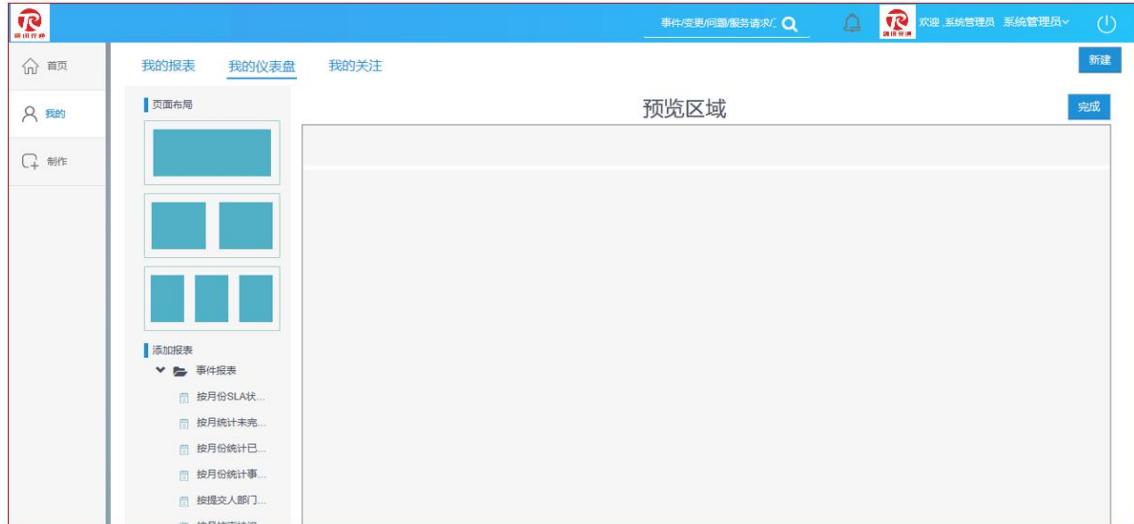 事件/变更/问题/服务请求/汇
欢迎,系统管理员 系统管理员
首页
我的
制作
我的报表 我的仪表盘 我的关注
新建
页面布局
预览区域
完成
添加报表
事件报表
按月份SLA状...
按月统计未完...
按月份统计已...
按月份统计事...
按提交人部门...